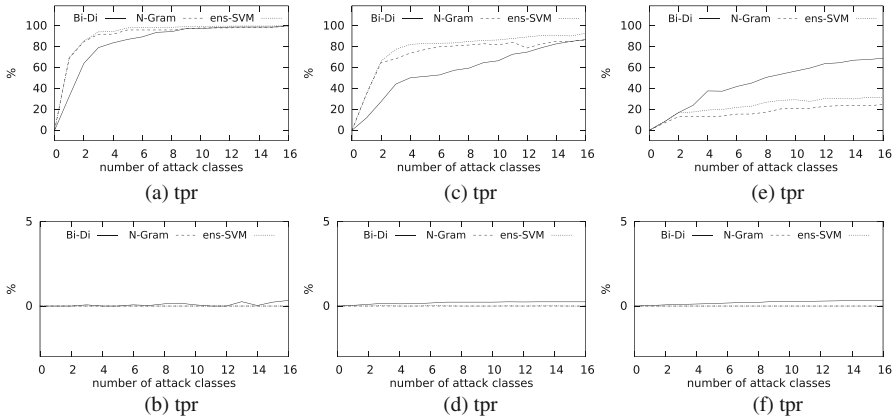 Bi-Di N-Gram ens-SVM
100
80
60
40
20
0
%
0 2 4 6 8 10 12 14 16
number of attack classes
(a) tpr
Bi-Di N-Gram ens-SVM
100
80
60
40
20
0
%
0 2 4 6 8 10 12 14 16
number of attack classes
(c) tpr
Bi-Di N-Gram ens-SVM
100
80
60
40
20
0
%
0 2 4 6 8 10 12 14 16
number of attack classes
(e) tpr
5
Bi-Di N-Gram ens-SVM
0
%
0 2 4 6 8 10 12 14 16
number of attack classes
(b) tpr
5
Bi-Di N-Gram ens-SVM
0
%
0 2 4 6 8 10 12 14 16
number of attack classes
(d) tpr
5
Bi-Di N-Gram ens-SVM
0
%
0 2 4 6 8 10 12 14 16
number of attack classes
(f) tpr